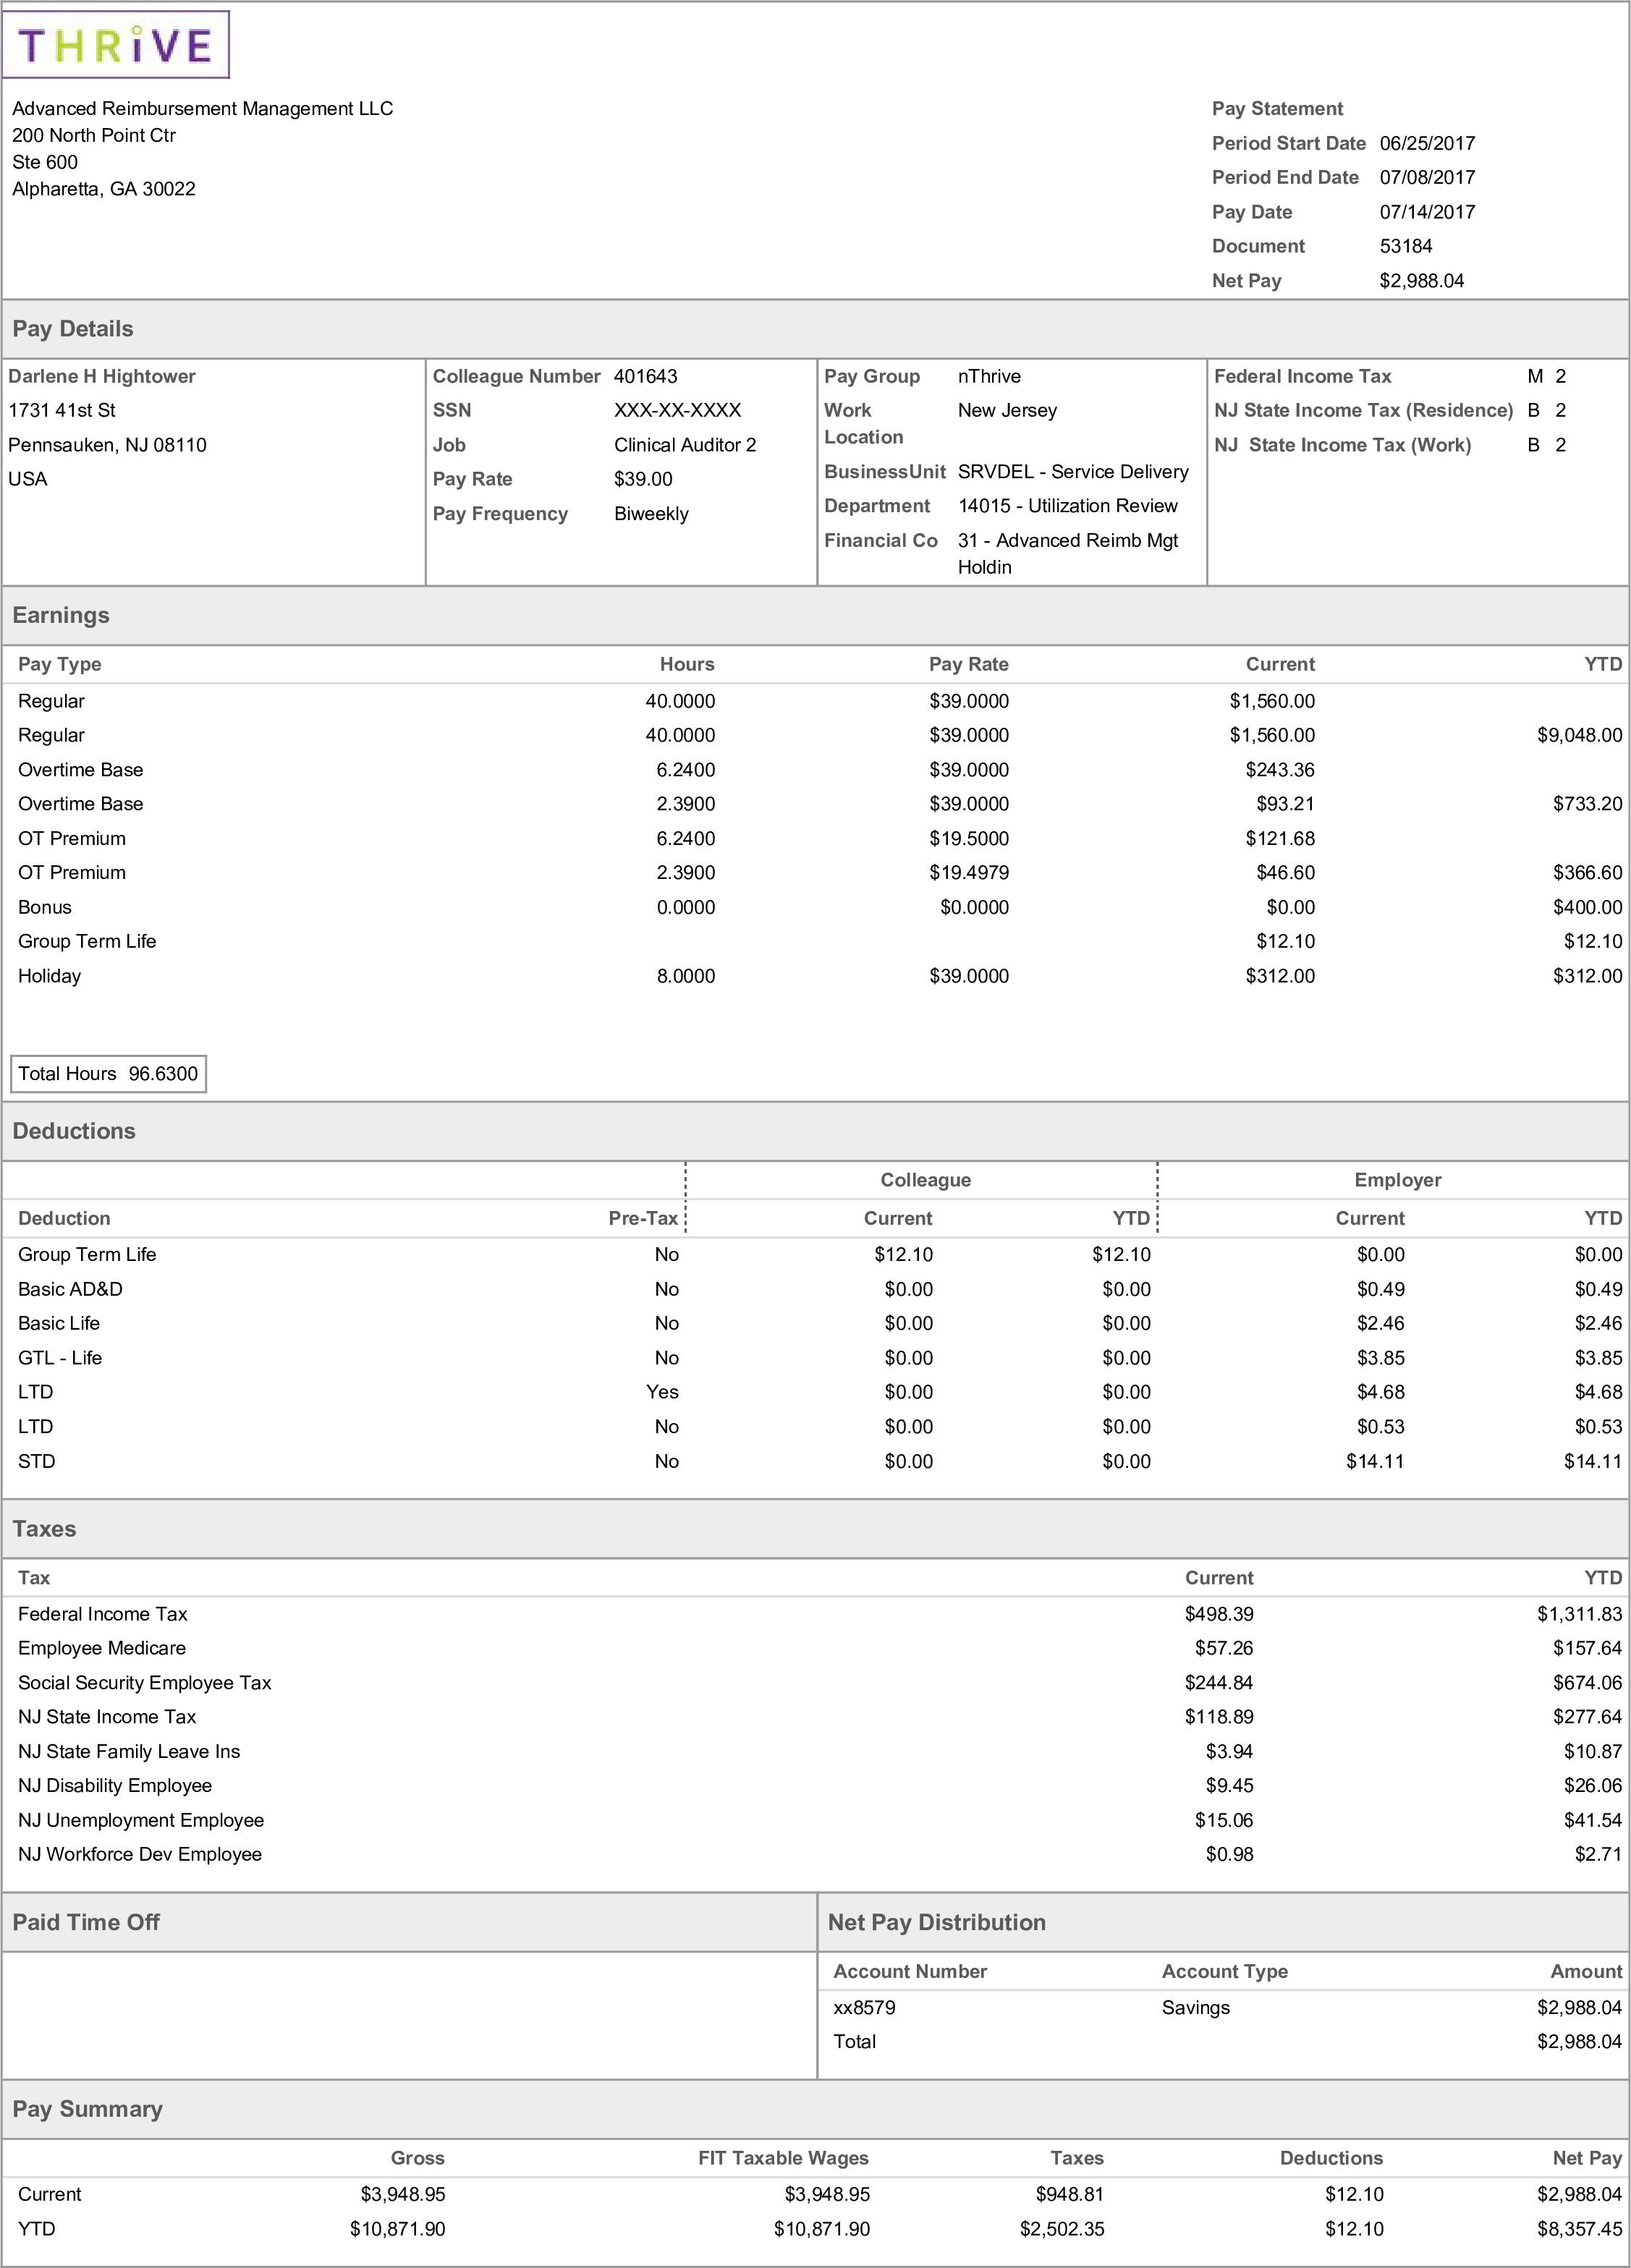 THRiVE
Advanced Reimbursement Management LLC
200 North Point Ctr
Ste 600
Alpharetta, GA 30022
Pay Statement
Period Start Date 06/25/2017
Period End Date 07/08/2017
Pay Date 07/14/2017
Document 53184
Net Pay $2,988.04
Pay Details
Darlene H Hightower
1731 41st St
Pennsauken, NJ 08110
USA
Colleague Number 401643
SSN XXX-XX-XXXX
Job Clinical Auditor 2
Pay Rate $39.00
Pay Frequency Biweekly
Pay Group nThrive
Work New Jersey
Location
BusinessUnit SRVDEL - Service Delivery
Department 14015 - Utilization Review
Financial Co 31 - Advanced Reimb Mgt
Holdin
Federal Income Tax M 2
NJ State Income Tax (Residence) B 2
NJ State Income Tax (Work) B 2
Earnings
Pay Type Hours Pay Rate Current YTD
Regular 40.0000 $39.0000 $1,560.00
Regular 40.0000 $39.0000 $1,560.00 $9,048.00
Overtime Base 6.2400 $39.0000 $243.36
Overtime Base 2.3900 $39.0000 $93.21 $733.20
OT Premium 6.2400 $19.5000 $121.68
OT Premium 2.3900 $19.4979 $46.60 $366.60
Bonus 0.0000 $0.0000 $0.00 $400.00
Group Term Life $12.10 $12.10
Holiday 8.0000 $39.0000 $312.00 $312.00
Total Hours 96.6300
Deductions
Colleague Employer
Deduction Pre-Tax Current YTD Current YTD
Group Term Life No $12.10 $12.10 $0.00 $0.00
Basic AD&D No $0.00 $0.00 $0.49 $0.49
Basic Life No $0.00 $0.00 $2.46 $2.46
GTL - Life No $0.00 $0.00 $3.85 $3.85
LTD Yes $0.00 $0.00 $4.68 $4.68
LTD No $0.00 $0.00 $0.53 $0.53
STD No $0.00 $0.00 $14.11 $14.11
Taxes
Tax Current YTD
Federal Income Tax $498.39 $1,311.83
Employee Medicare $57.26 $157.64
Social Security Employee Tax $244.84 $674.06
NJ State Income Tax $118.89 $277.64
NJ State Family Leave Ins $3.94 $10.87
NJ Disability Employee $9.45 $26.06
NJ Unemployment Employee $15.06 $41.54
NJ Workforce Dev Employee $0.98 $2.71
Paid Time Off
Net Pay Distribution
Account Number Account Type Amount
xx8579 Savings $2,988.04
Total $2,988.04
Pay Summary
Gross FIT Taxable Wages Taxes Deductions Net Pay
Current $3,948.95 $3,948.95 $948.81 $12.10 $2,988.04
YTD $10,871.90 $10,871.90 $2,502.35 $12.10 $8,357.45